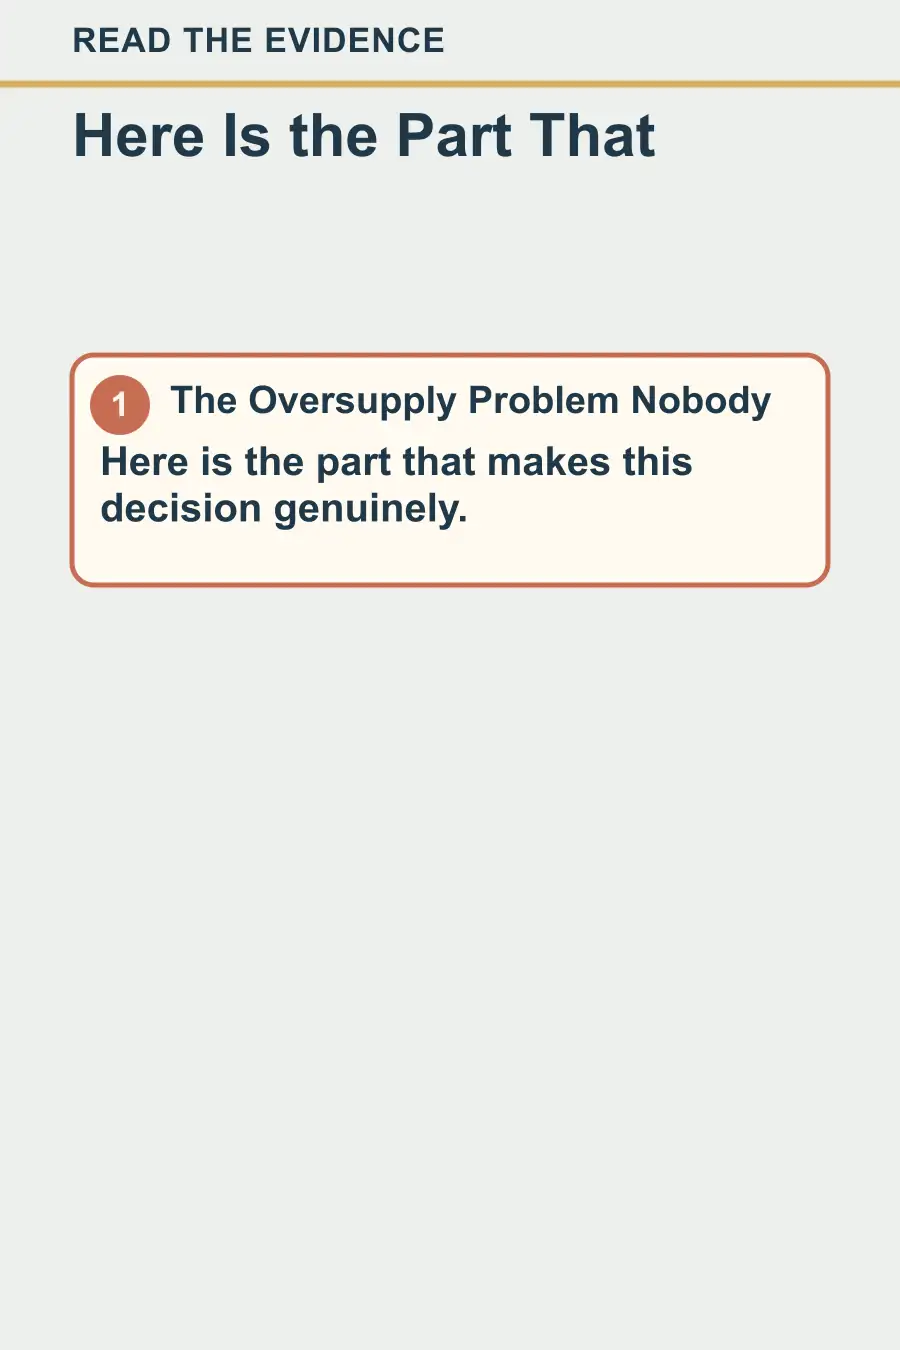 READ THE EVIDENCE
Here Is the Part That
1 The Oversupply Problem Nobody
Here is the part that makes this
decision genuinely.